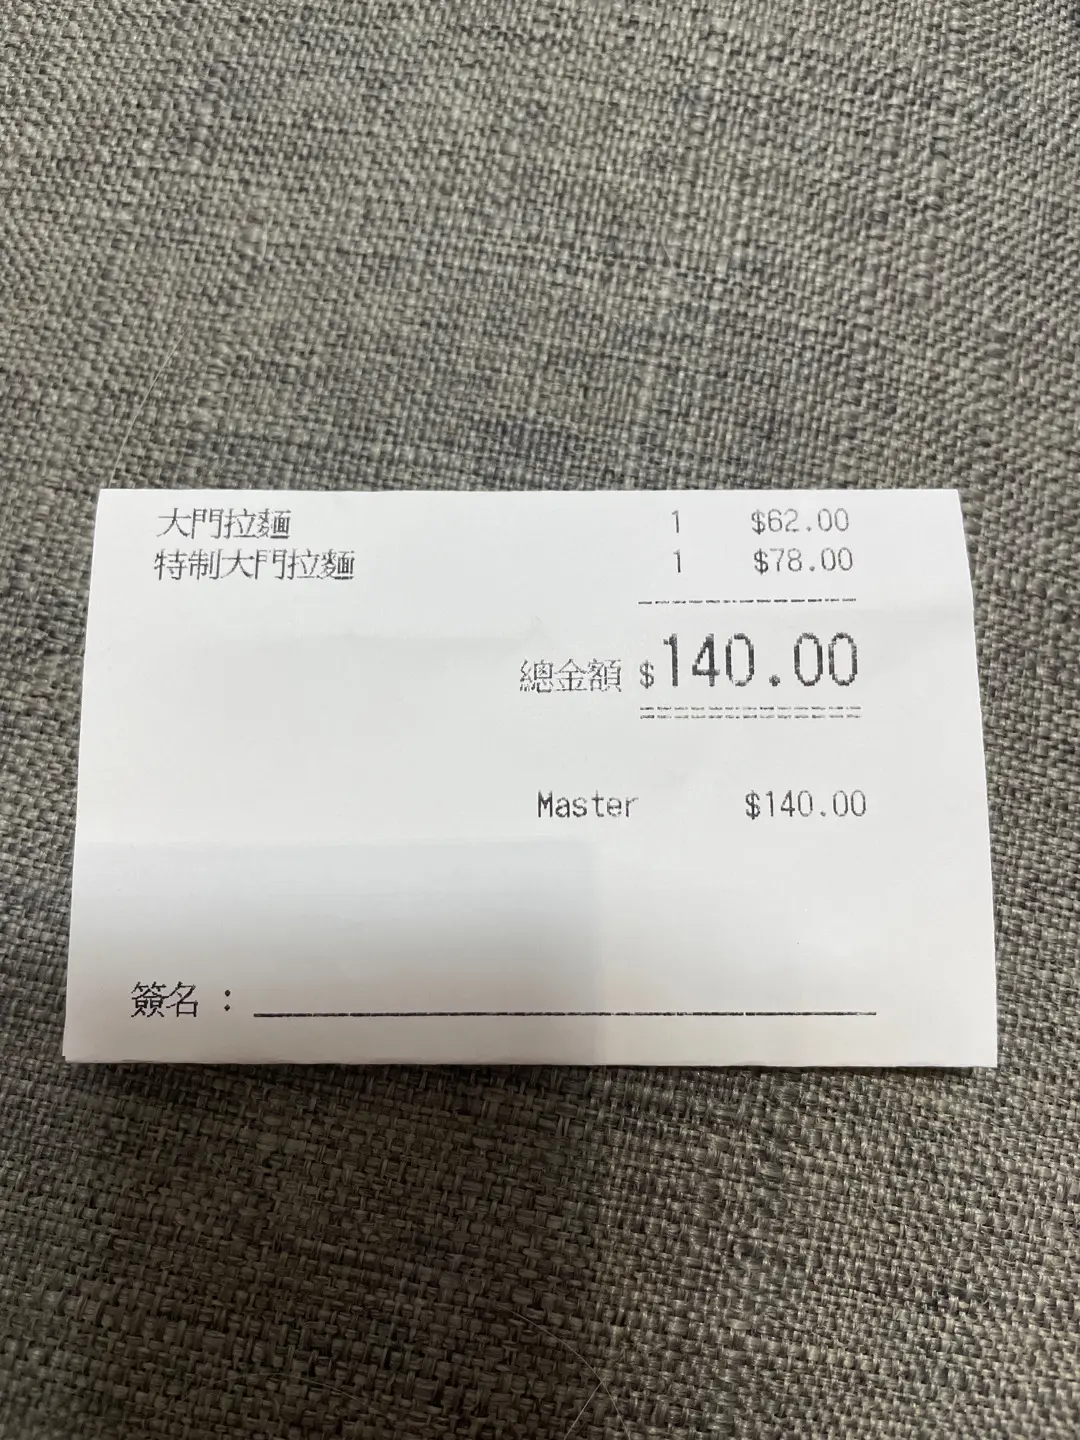 大門拉麵 1 $62.00
特制大門拉麵 1 $78.00
總金額 $140.00
Master $140.00
簽名 :